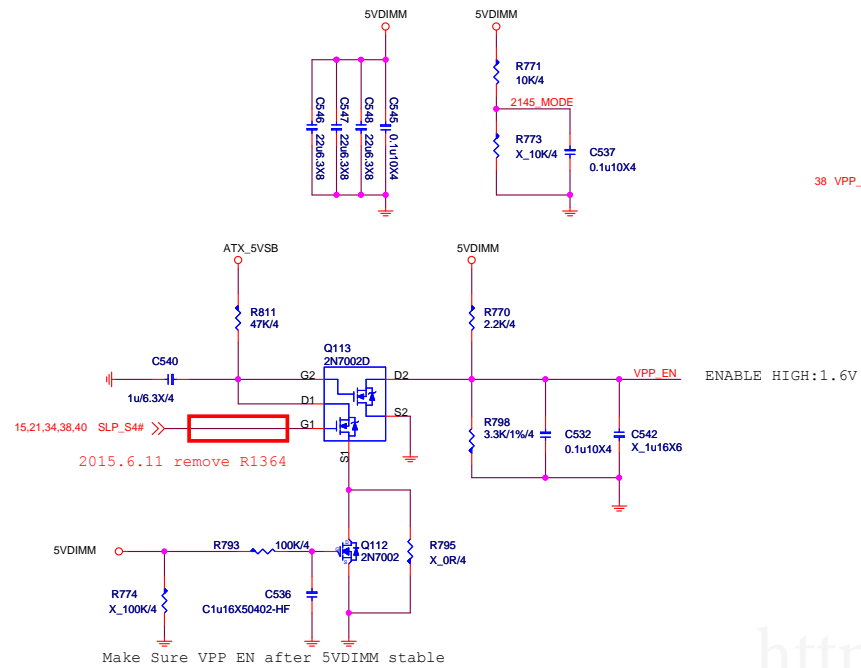 5VDIMM
5VDIMM
C546
22u6.3X8
C547
22u6.3X8
C548
22u6.3X8
C545
0.1u10X4
R771
10K/4
2145_MODE
R773
X_10K/4
C537
0.1u10X4
38 VPP_
ATX_5VSB
5VDIMM
R811
47K/4
R770
2.2K/4
Q113
2N7002D
C540
1u/6.3X/4
G2
D2
VPP_EN
ENABLE HIGH:1.6V
D1
S2
15,21,34,38,40 SLP_S4#
G1
2015.6.11 remove R1364
S1
R798
3.3K/1%/4
C532
0.1u10X4
C542
X_1u16X6
5VDIMM
R793
100K/4
Q112
2N7002
R795
X_0R/4
R774
X_100K/4
C536
C1u16X50402-HF
Make Sure VPP EN after 5VDIMM stable
httr